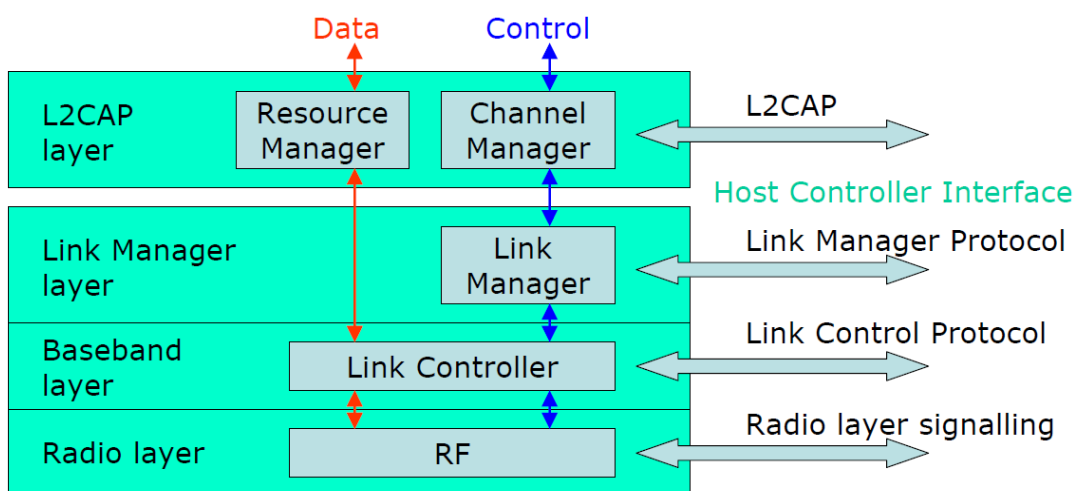 Data
Control
L2CAP
layer
Resource
Manager
Channel
Manager
L2CAP
Host Controller Interface
Link Manager
layer
Link
Manager
Link Manager Protocol
Baseband
layer
Link Controller
Link Control Protocol
Radio layer
RF
Radio layer signalling